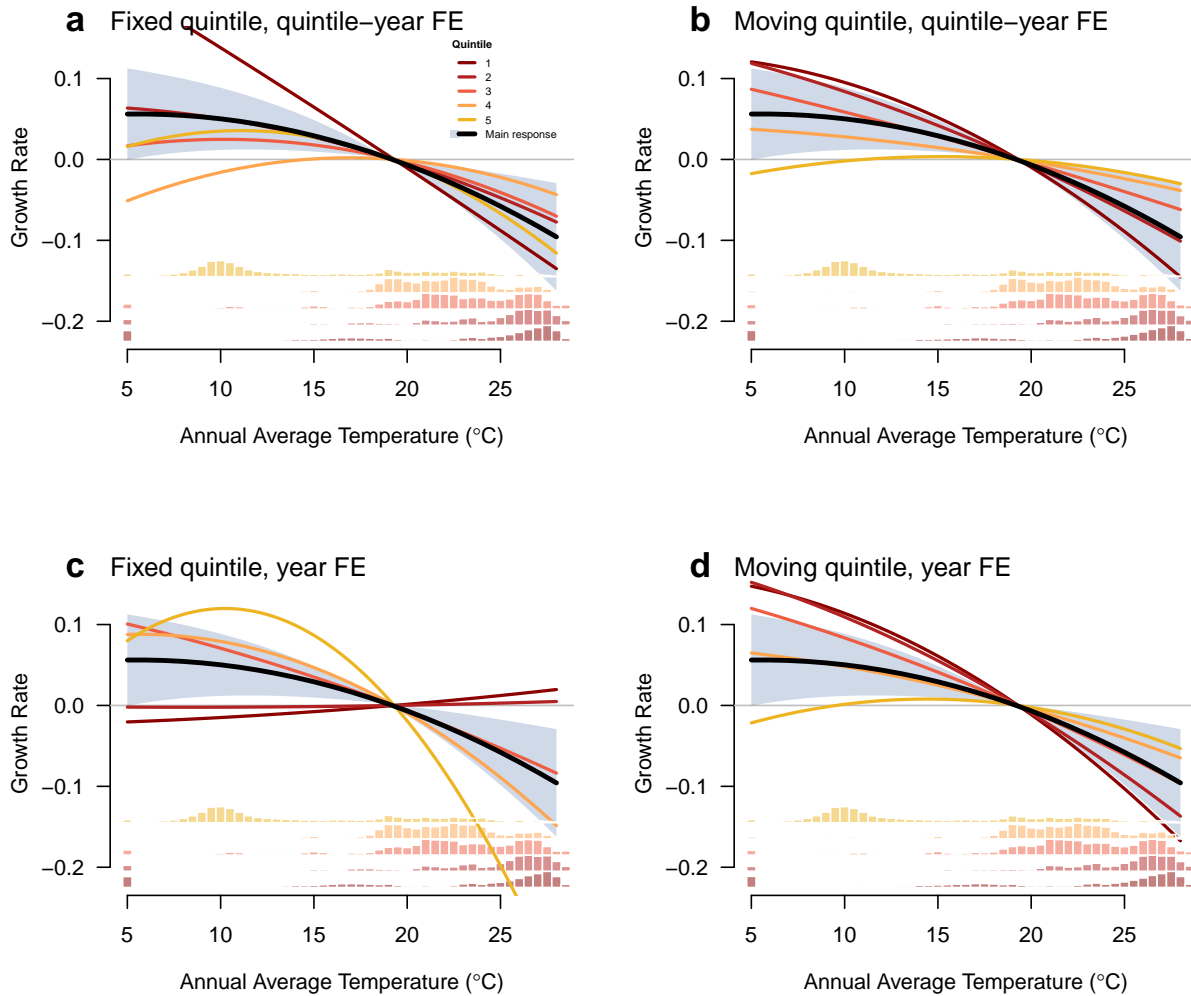 a Fixed quintile, quintile−year FE
Quintile
1
2
3
4
5
Main response
0.1
0.0
−0.1
−0.2
Growth Rate
5 10 15 20 25
Annual Average Temperature (°C)
b Moving quintile, quintile−year FE
0.1
0.0
−0.1
−0.2
Growth Rate
5 10 15 20 25
Annual Average Temperature (°C)
c Fixed quintile, year FE
0.1
0.0
−0.1
−0.2
Growth Rate
5 10 15 20 25
Annual Average Temperature (°C)
d Moving quintile, year FE
0.1
0.0
−0.1
−0.2
Growth Rate
5 10 15 20 25
Annual Average Temperature (°C)